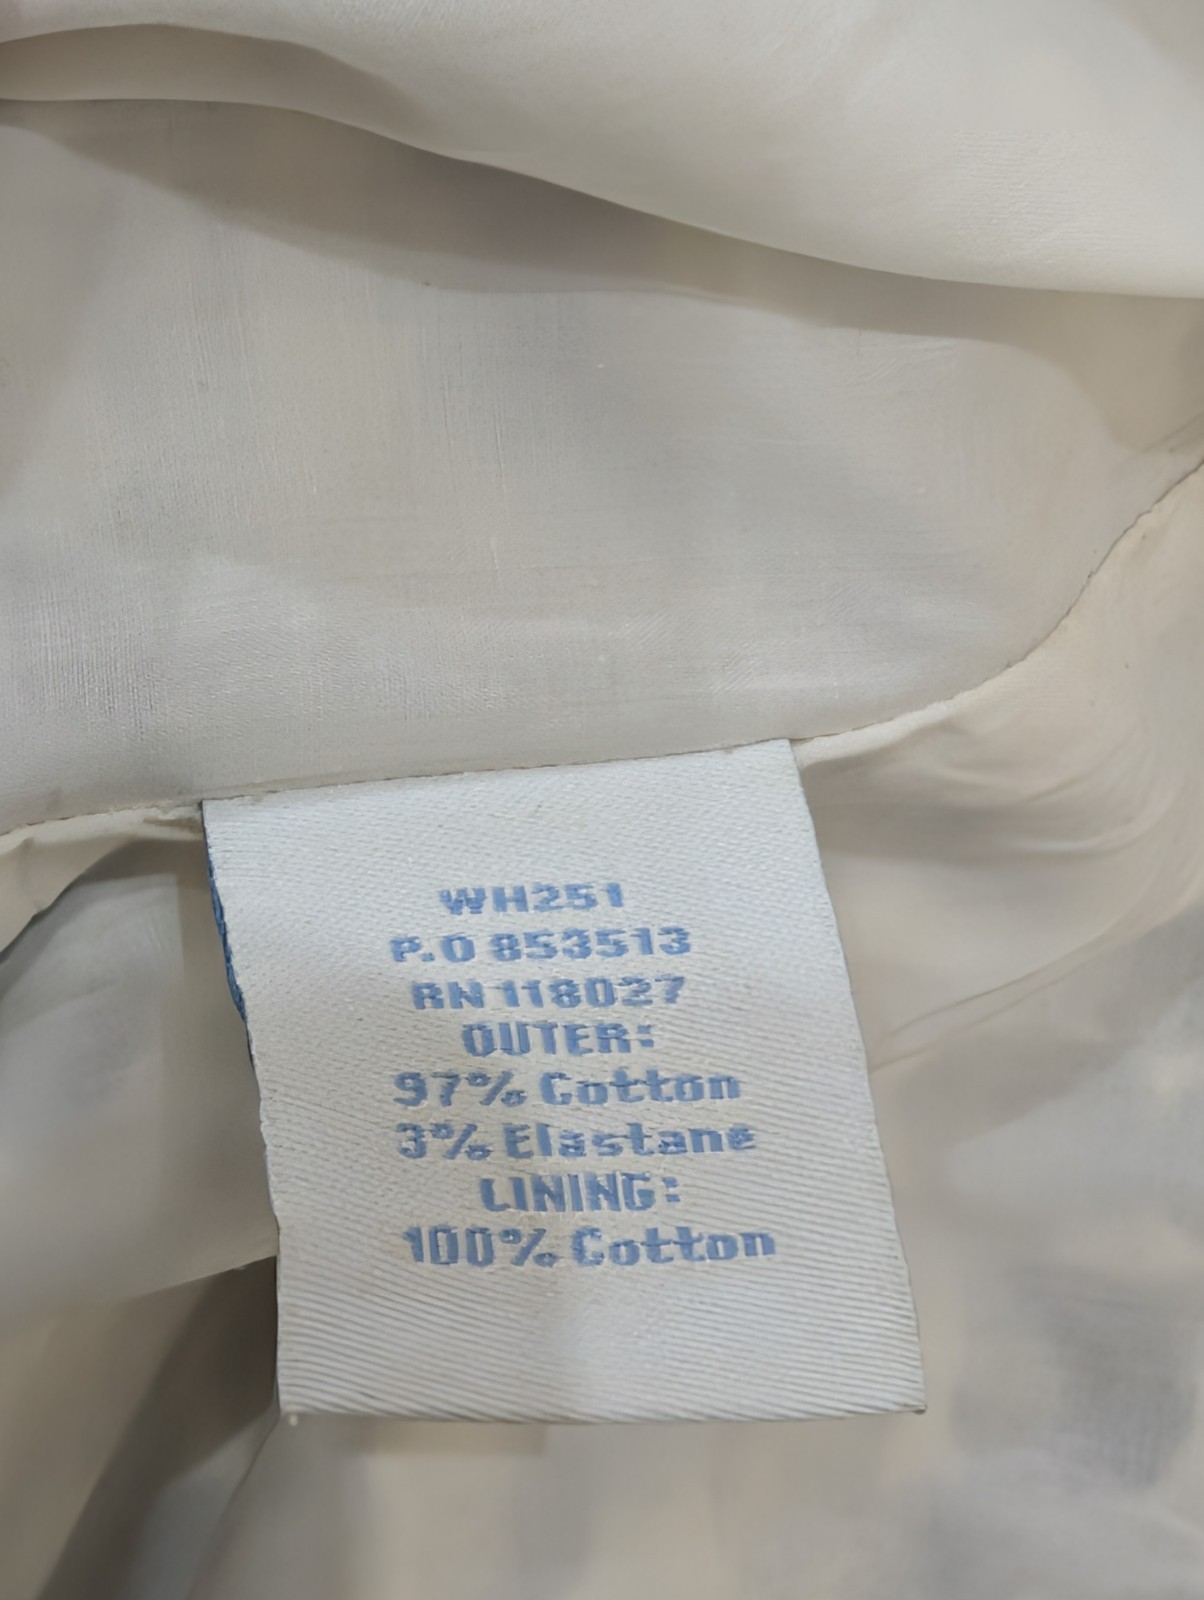 WH251
P.O 853513
RN 118027
OUTER:
97% Cotton
3% Elastane
LINING:
100% Cotton